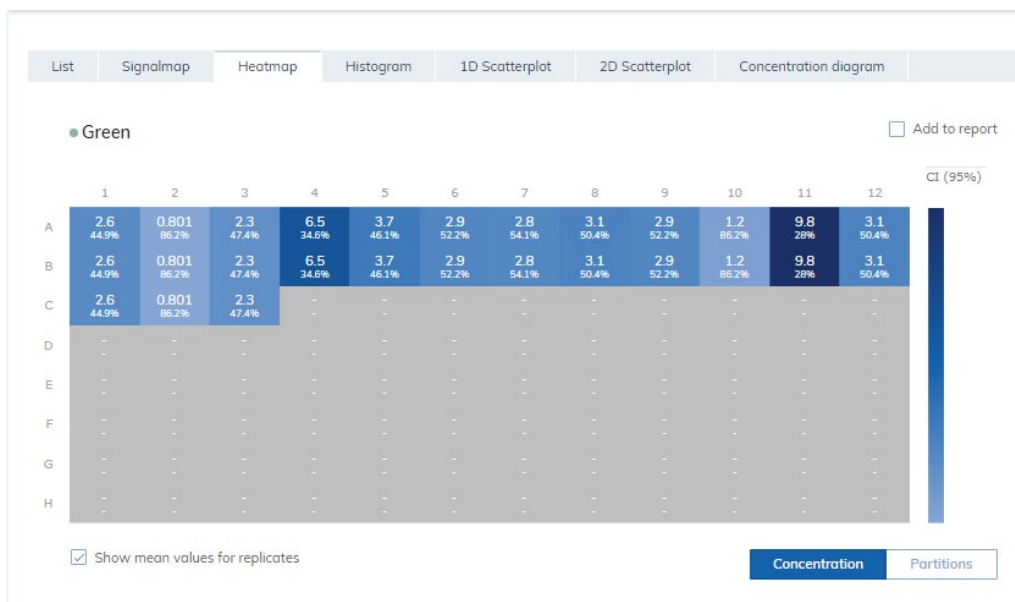 List Signalmap Heatmap Histogram 1D Scatterplot 2D Scatterplot Concentration diagram
Green
Add to report
CI (95%)
1 2 3 4 5 6 7 8 9 10 11 12
A 2.6 0.801 2.3 6.5 3.7 2.9 2.8 3.1 2.9 1.2 9.8 3.1
44.9% 86.2% 47.4% 34.6% 46.1% 52.2% 54.1% 50.4% 52.2% 86.2% 28% 50.4%
B 2.6 0.801 2.3 6.5 3.7 2.9 2.8 3.1 2.9 1.2 9.8 3.1
44.9% 86.2% 47.4% 34.6% 46.1% 52.2% 54.1% 50.4% 52.2% 86.2% 28% 50.4%
C 2.6 0.801 2.3 - - - - - - - - -
44.9% 86.2% 47.4% - - - - - - - - -
D - - - - - - - - - - - -
- - - - - - - - - - - -
E - - - - - - - - - - - -
- - - - - - - - - - - -
F - - - - - - - - - - - -
- - - - - - - - - - - -
G - - - - - - - - - - - -
- - - - - - - - - - - -
H - - - - - - - - - - - -
- - - - - - - - - - - -
Show mean values for replicates
Concentration Partitions